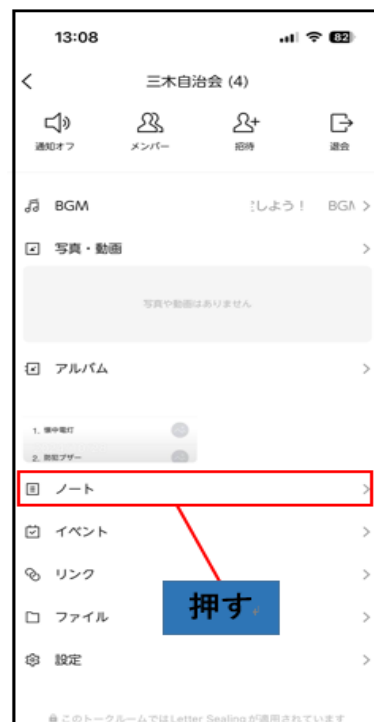 13:08
82
三木自治会 (4)
通知オフ メンバー 招待 退会
BGM
しよう! BGM
写真・動画
写真や動画はありません
アルバム
1. 懐中電灯
2. 防犯ブザー
ノート
イベント
リンク
押す
ファイル
設定
このトークルームではLetter Sealingが適用されています